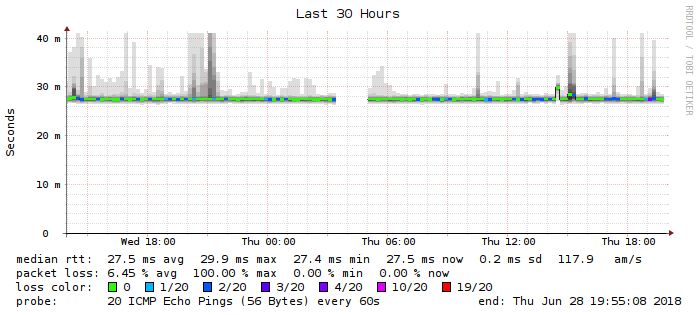 Last 30 Hours
RRDTOOL / TOBI OETIKER
Seconds
40 m
30 m
20 m
10 m
0
Wed 18:00 Thu 00:00 Thu 06:00 Thu 12:00 Thu 18:00
median rtt: 27.5 ms avg 29.9 ms max 27.4 ms min 27.5 ms now 0.2 ms sd 117.9 am/s
packet loss: 6.45 % avg 100.00 % max 0.00 % min 0.00 % now
loss color: 0 1/20 2/20 3/20 4/20 10/20 19/20
probe: 20 ICMP Echo Pings (56 Bytes) every 60s end: Thu Jun 28 19:55:08 2018